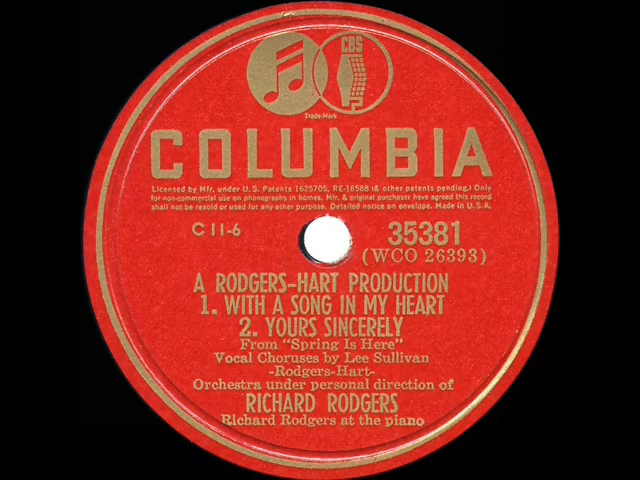 CBS
Trade Mark
COLUMBIA
Licensed by Mfr. under U.S. Patents 1625705, RE-16588 (& other patents pending.) Only
for non-commercial use on phonographs in homes. Mfr. & original purchaser have agreed this record
shall not be resold or used for any other purpose. Detailed notice on envelope. Made in U.S.A.
C11-6
35381
(WCO 26393)
A RODGERS-HART PRODUCTION
1. WITH A SONG IN MY HEART
2. YOURS SINCERELY
From "Spring Is Here"
Vocal Choruses by Lee Sullivan
-Rodgers-Hart-
Orchestra under personal direction of
RICHARD RODGERS
Richard Rodgers at the piano